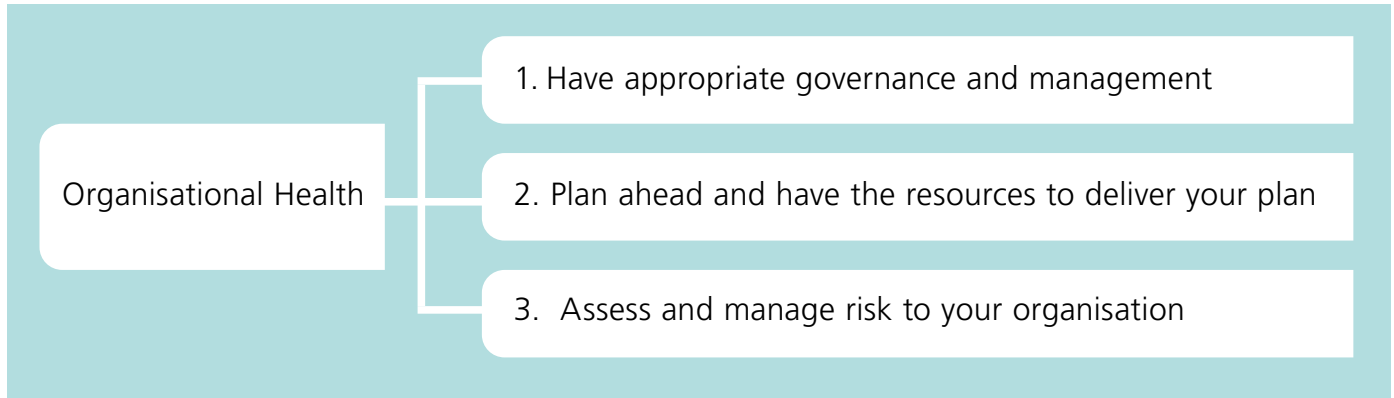 Organisational Health
1. Have appropriate governance and management
2. Plan ahead and have the resources to deliver your plan
3. Assess and manage risk to your organisation